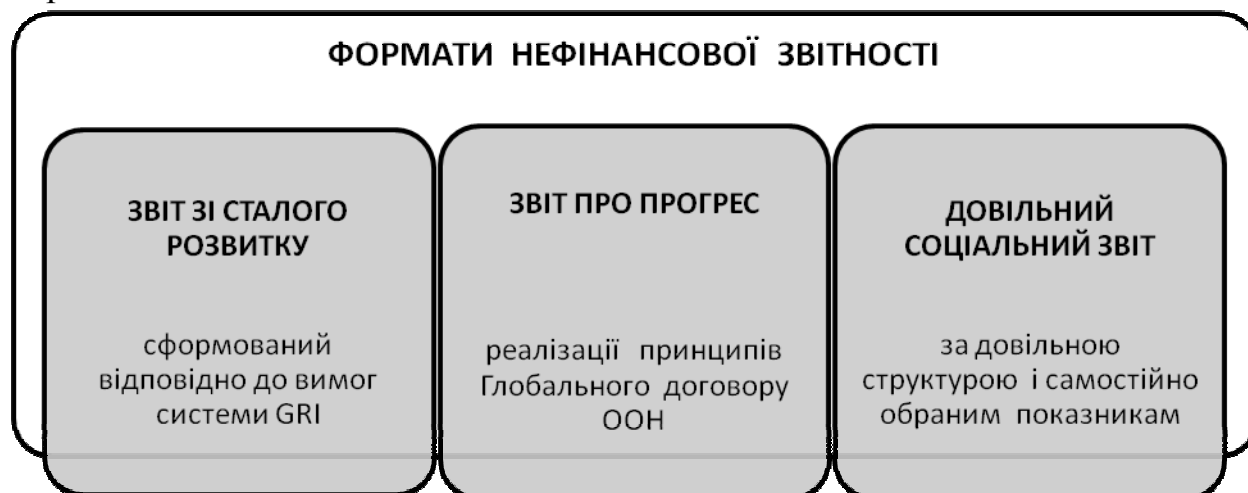 ФОРМАТИ НЕФІНАНСОВОЇ ЗВІТНОСТІ
ЗВІТ ЗІ СТАЛОГО
РОЗВИТКУ
сформований
відповідно до вимог
системи GRI
ЗВІТ ПРО ПРОГРЕС
реалізації принципів
Глобального договору
ООН
ДОВІЛЬНИЙ
СОЦІАЛЬНИЙ ЗВІТ
за довільною
структурою і самостійно
обраним показникам